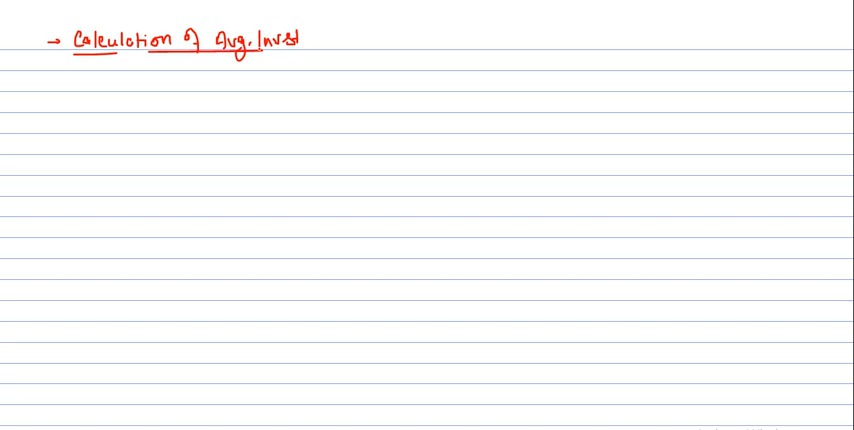 → Calculation of Avg. Invest